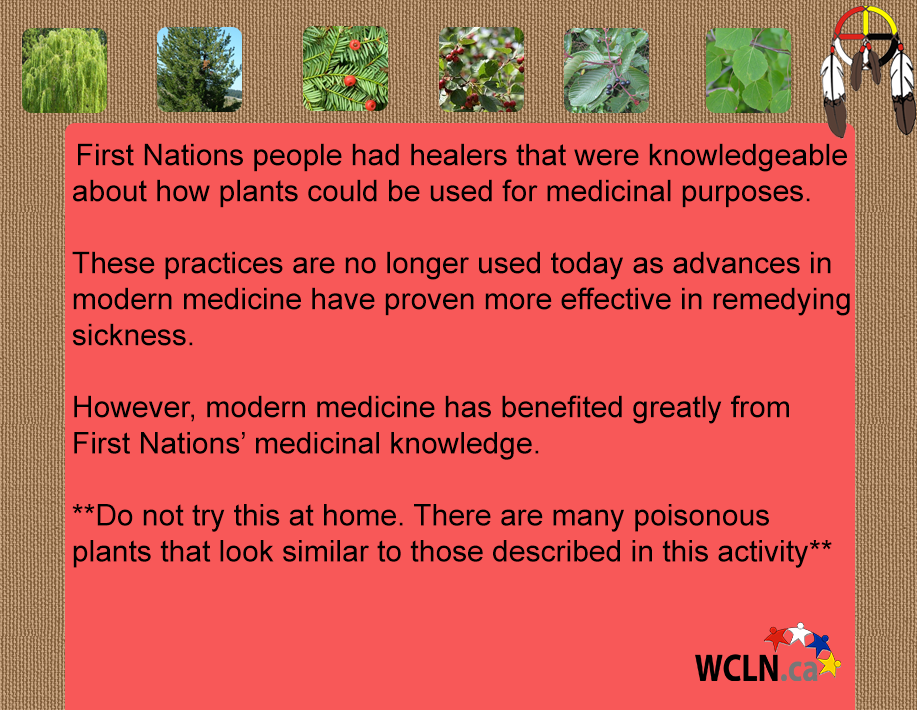 First Nations people had healers that were knowledgeable
about how plants could be used for medicinal purposes.
These practices are no longer used today as advances in
modern medicine have proven more effective in remedying
sickness.
However, modern medicine has benefited greatly from
First Nations’ medicinal knowledge.
**Do not try this at home. There are many poisonous
plants that look similar to those described in this activity**
WCLN.ca